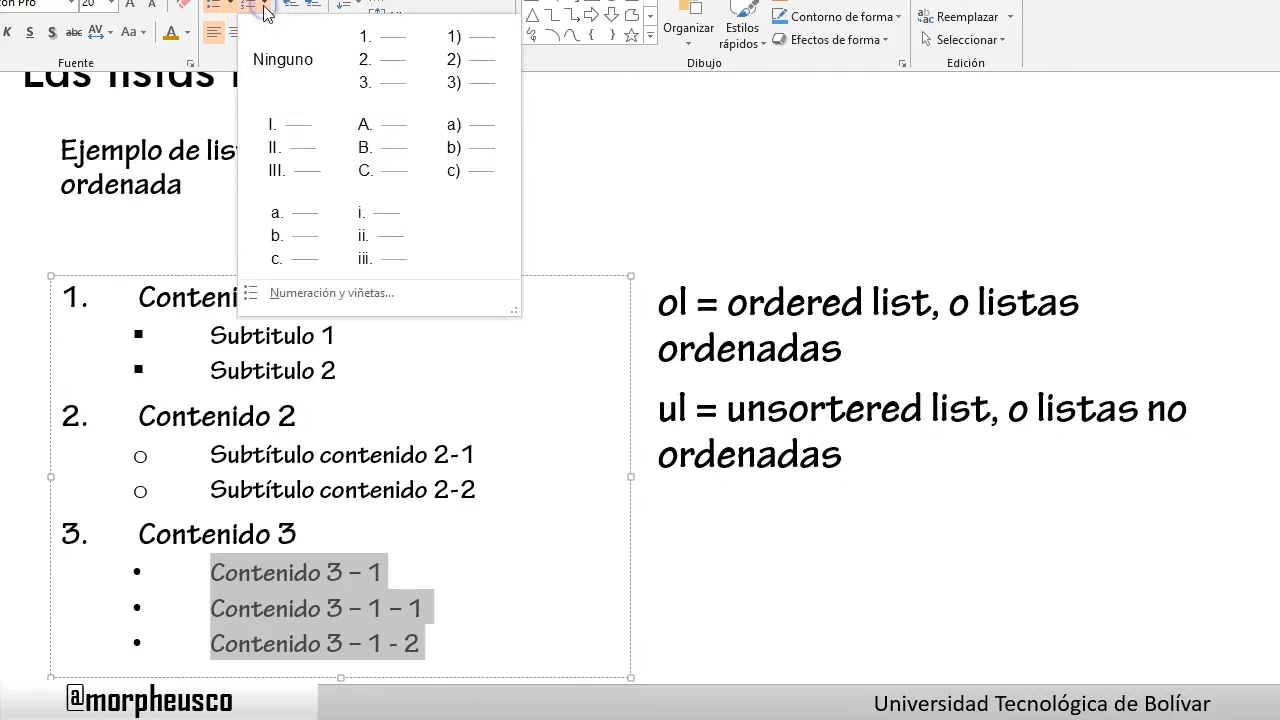 20
K S S abc AV Aa A
Fuente
Organizar
Estilos
rápidos
Contorno de forma
Efectos de forma
Dibujo
Reemplazar
Seleccionar
Edición
Ninguno
1.
2.
3.
1)
2)
3)
I.
II.
III.
A.
B.
C.
a)
b)
c)
a.
b.
c.
i.
ii.
iii.
Numeración y viñetas...
Ejemplo de lis
ordenada
1. Conteni
▪ Subtitulo 1
▪ Subtitulo 2
2. Contenido 2
o Subtítulo contenido 2-1
o Subtítulo contenido 2-2
3. Contenido 3
• Contenido 3 – 1
• Contenido 3 – 1 – 1
• Contenido 3 – 1 - 2
ol = ordered list, o listas
ordenadas
ul = unsortered list, o listas no
ordenadas
@morpheusco
Universidad Tecnológica de Bolívar